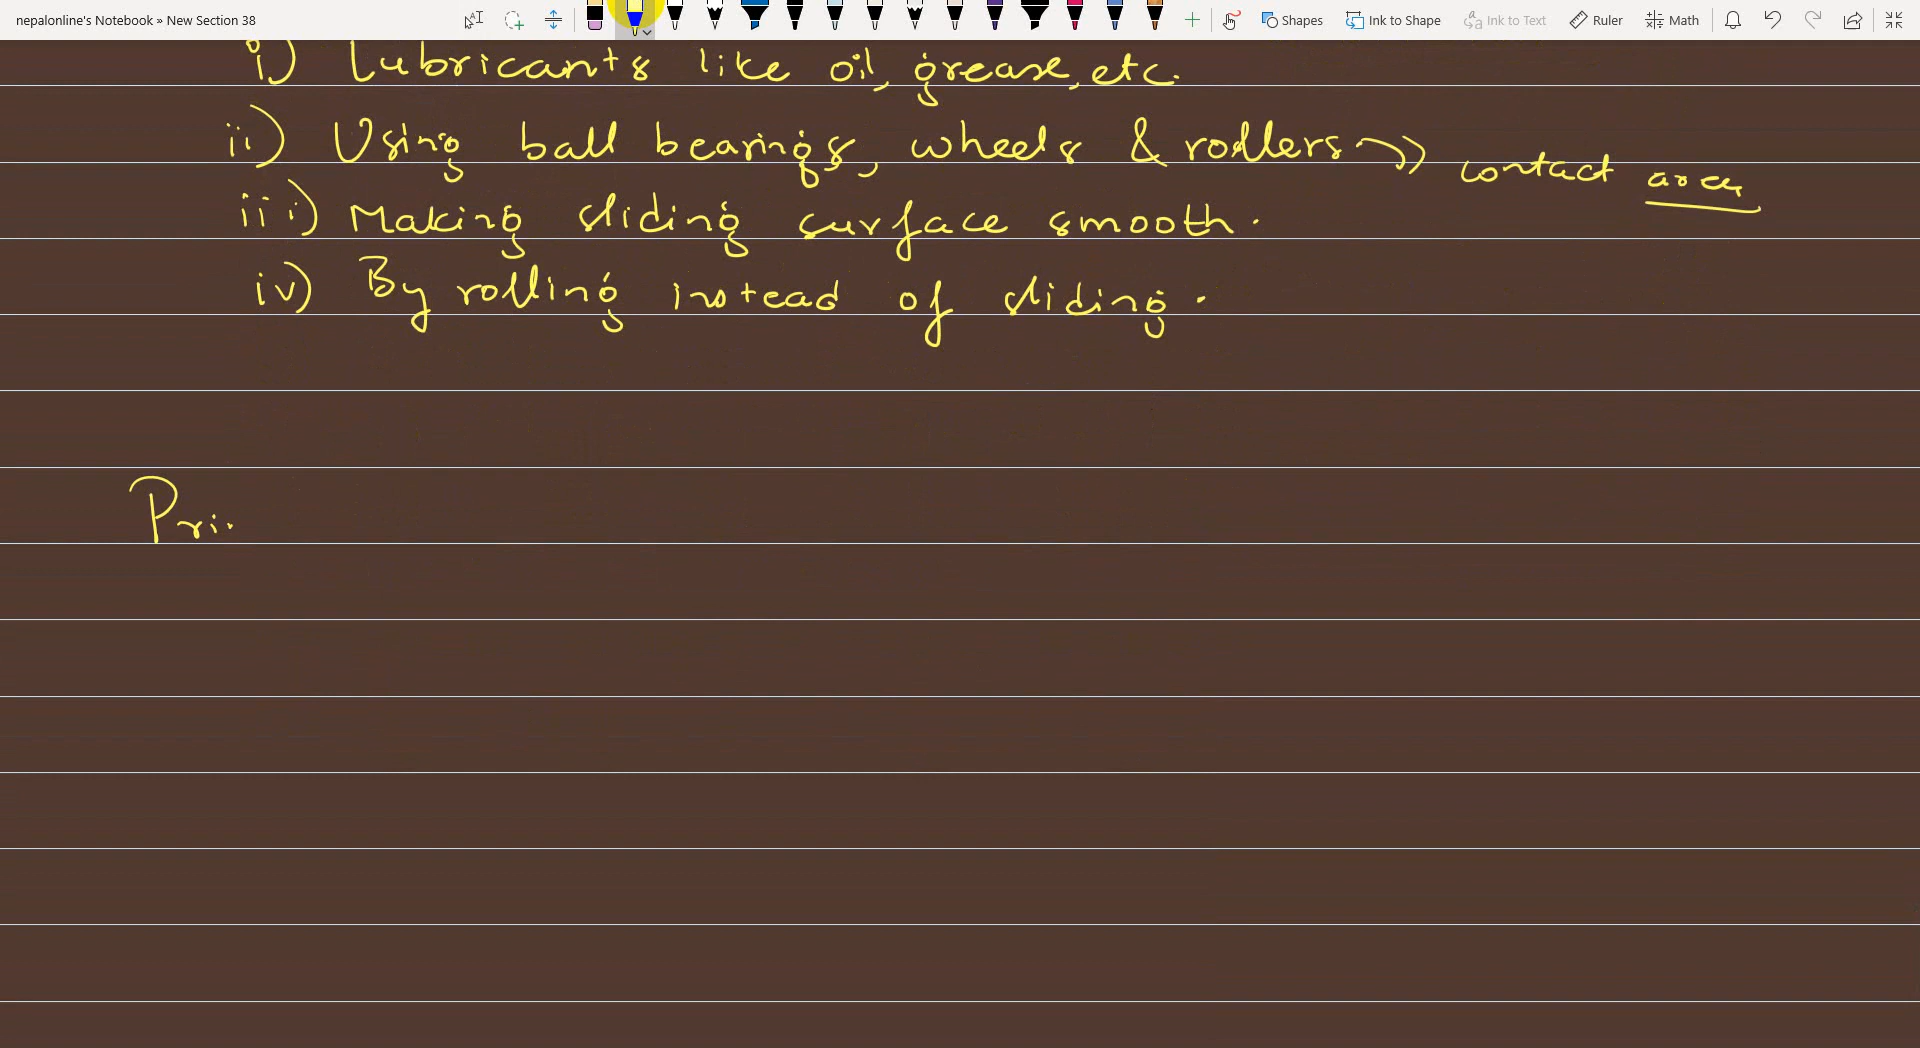 nepalonline's Notebook » New Section 38
Shapes Ink to Shape Ink to Text Ruler Math
i) Lubricants like oil, grease, etc.
ii) Using ball bearings, wheels & rollers → contact area
iii) Making sliding surface smooth.
iv) By rolling instead of sliding.
Pri.